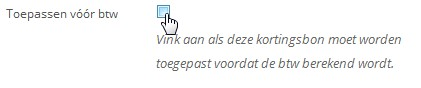 Toepassen vóór btw
Vink aan als deze kortingsbon moet worden
toegepast voordat de btw berekend wordt.